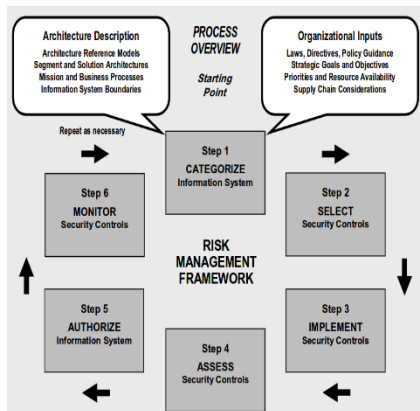 Architecture Description
Architecture Reference Models
Segment and Solution Architectures
Mission and Business Processes
Information System Boundaries
PROCESS
OVERVIEW
Starting
Point
Organizational Inputs
Laws, Directives, Policy Guidance
Strategic Goals and Objectives
Priorities and Resource Availability
Supply Chain Considerations
Repeat as necessary
Step 1
CATEGORIZE
Information System
Step 2
SELECT
Security Controls
Step 3
IMPLEMENT
Security Controls
Step 4
ASSESS
Security Controls
Step 5
AUTHORIZE
Information System
Step 6
MONITOR
Security Controls
RISK
MANAGEMENT
FRAMEWORK